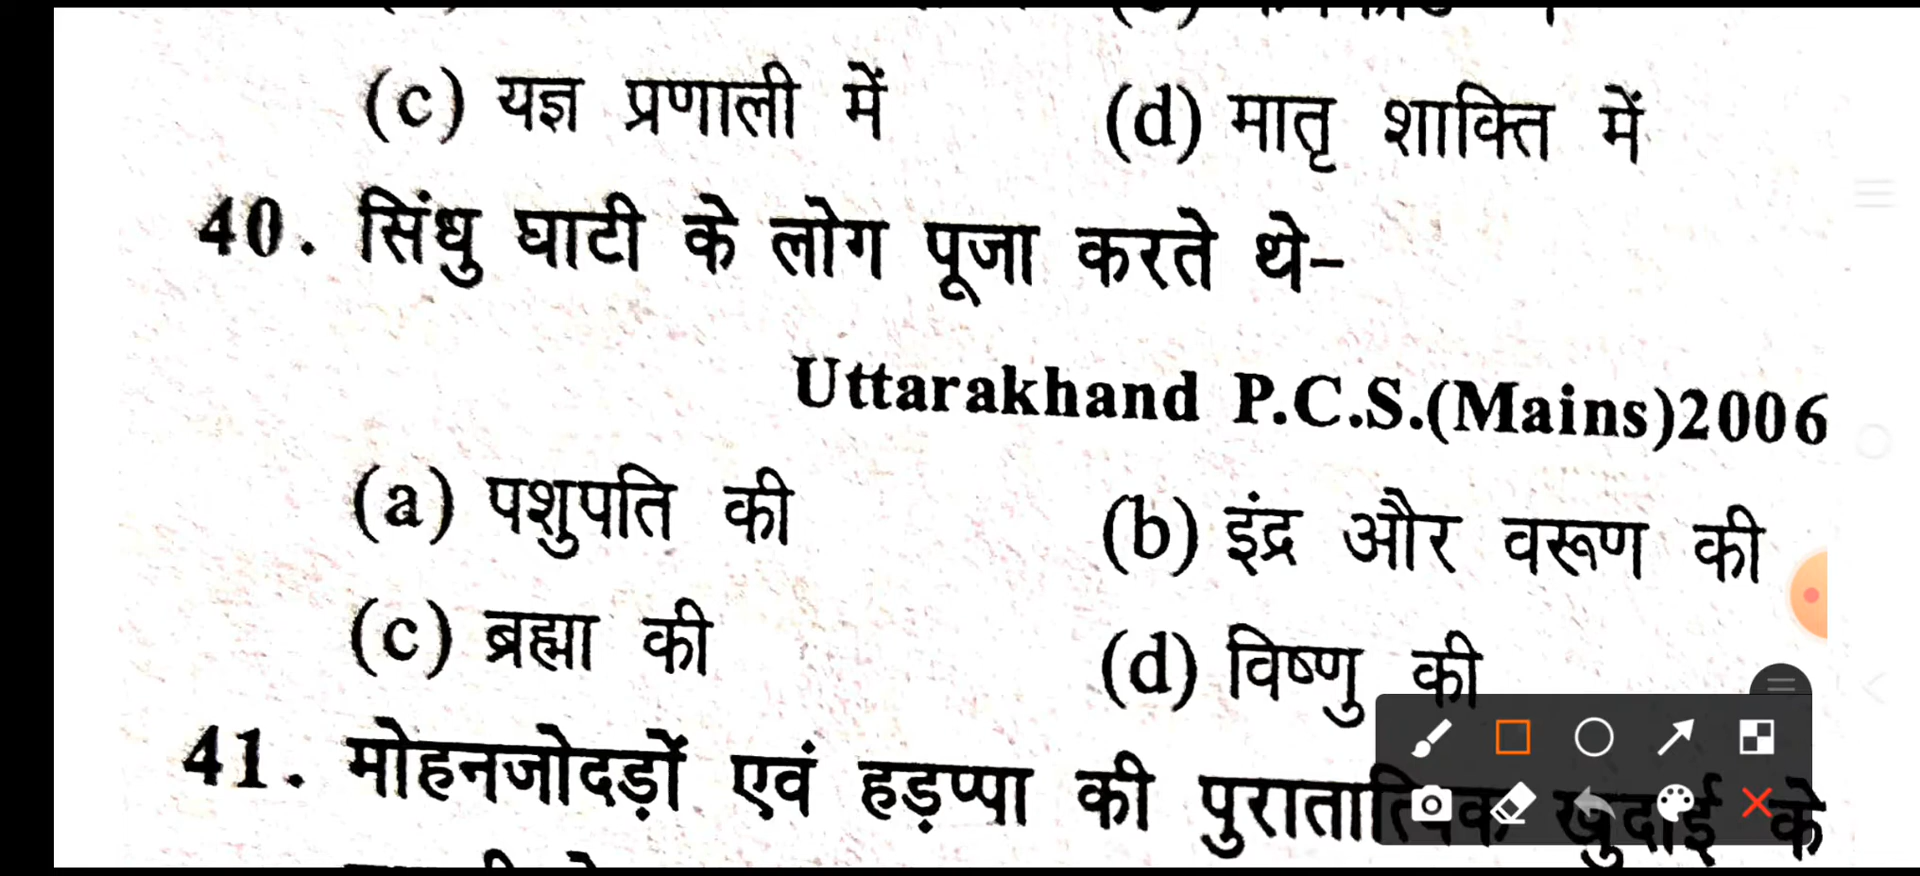 (c) यज्ञ प्रणाली में (d) मातृ शाक्ति में
40. सिंधु घाटी के लोग पूजा करते थे-
Uttarakhand P.C.S.(Mains)2006
(a) पशुपति की (b) इंद्र और वरूण की
(c) ब्रह्मा की (d) विष्णु की
41. मोहनजोदड़ों एवं हड़प्पा की पुरातात्विक खुदाई के